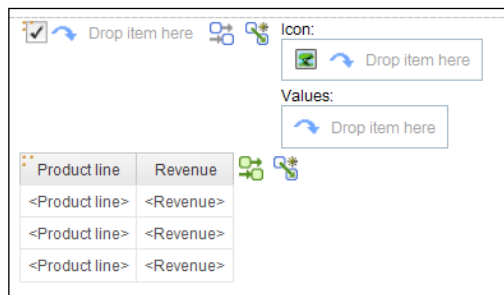 Drop item here
Icon:
Drop item here
Values:
Drop item here
Product line Revenue
<Product line> <Revenue>
<Product line> <Revenue>
<Product line> <Revenue>